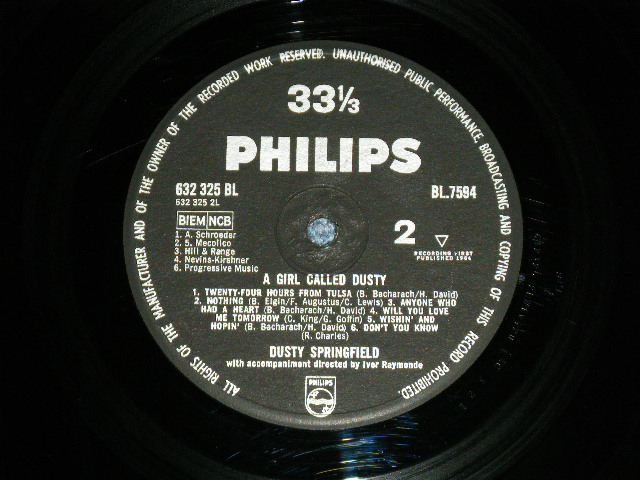 ALL RIGHTS OF THE MANUFACTURER AND OF THE OWNER OF THE RECORDED WORK RESERVED. UNAUTHORISED PUBLIC PERFORMANCE BROADCASTING AND COPYING OF THIS RECORD PROHIBITED
33⅓
PHILIPS
632 325 BL
BL.7594
632 325 2L
BIEM NCB
2
1. A. Schroeder
2. 5. Mecolico
3. Hill & Range
4. Nevins-Kirshner
6. Progressive Music
RECORDING FIRST
PUBLISHED 1964
A GIRL CALLED DUSTY
1. TWENTY-FOUR HOURS FROM TULSA (B. Bacharach/H. David)
2. NOTHING (B. Elgin/F. Augustus/C. Lewis) 3. ANYONE WHO
HAD A HEART (B. Bacharach/H. David) 4. WILL YOU LOVE
ME TOMORROW (C. King/G. Goffin) 5. WISHIN' AND
HOPIN' (B. Bacharach/H. David) 6. DON'T YOU KNOW
(R. Charles)
DUSTY SPRINGFIELD
with accompaniment directed by Ivor Raymonde
PHILIPS